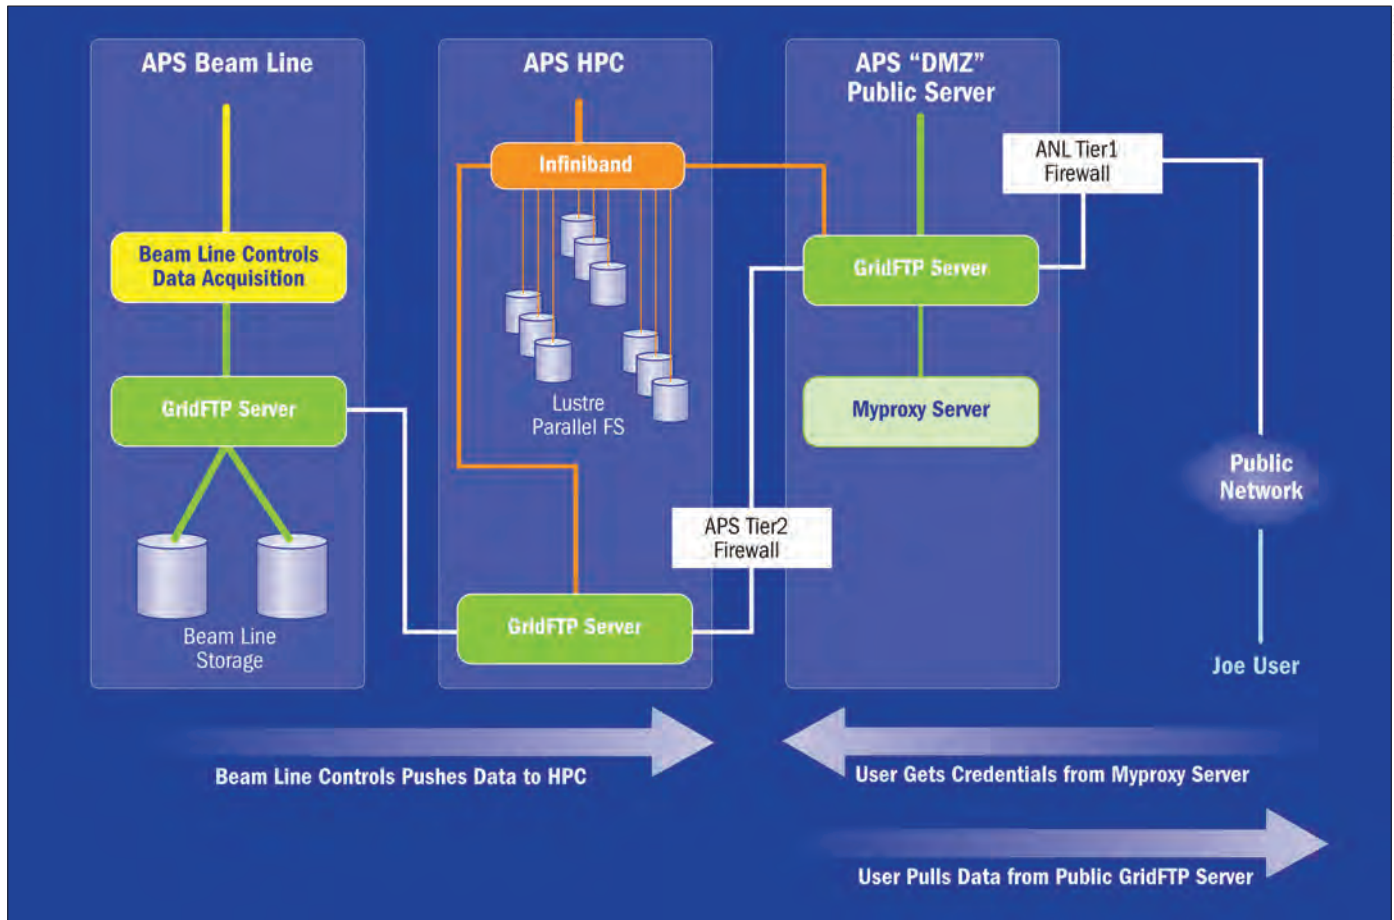 APS Beam Line
Beam Line Controls
Data Acquisition
GridFTP Server
Beam Line
Storage
APS HPC
Infiniband
Lustre
Parallel FS
GridFTP Server
APS Tier2
Firewall
APS “DMZ”
Public Server
GridFTP Server
Myproxy Server
ANL Tier1
Firewall
Public
Network
Joe User
Beam Line Controls Pushes Data to HPC
User Gets Credentials from Myproxy Server
User Pulls Data from Public GridFTP Server